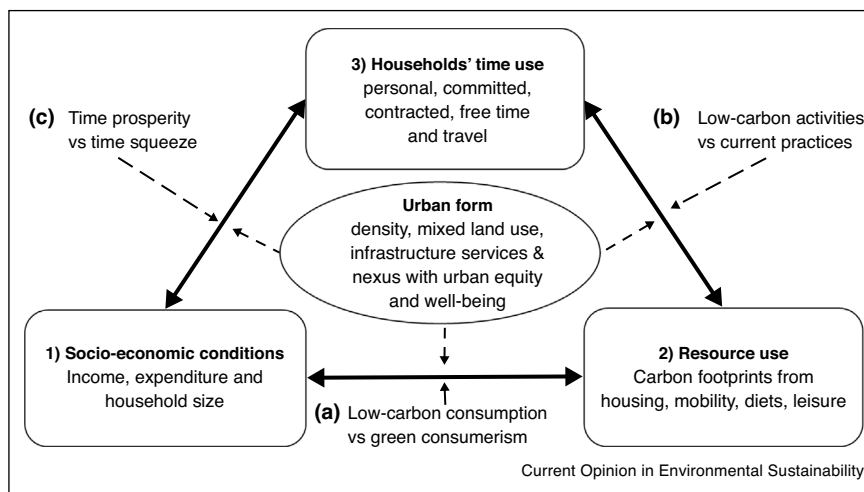 3) Households' time use
personal, committed,
contracted, free time
and travel
(c) Time prosperity
vs time squeeze
(b) Low-carbon activities
vs current practices
Urban form
density, mixed land use,
infrastructure services &
nexus with urban equity
and well-being
1) Socio-economic conditions
Income, expenditure and
household size
2) Resource use
Carbon footprints from
housing, mobility, diets, leisure
(a) Low-carbon consumption
vs green consumerism
Current Opinion in Environmental Sustainability